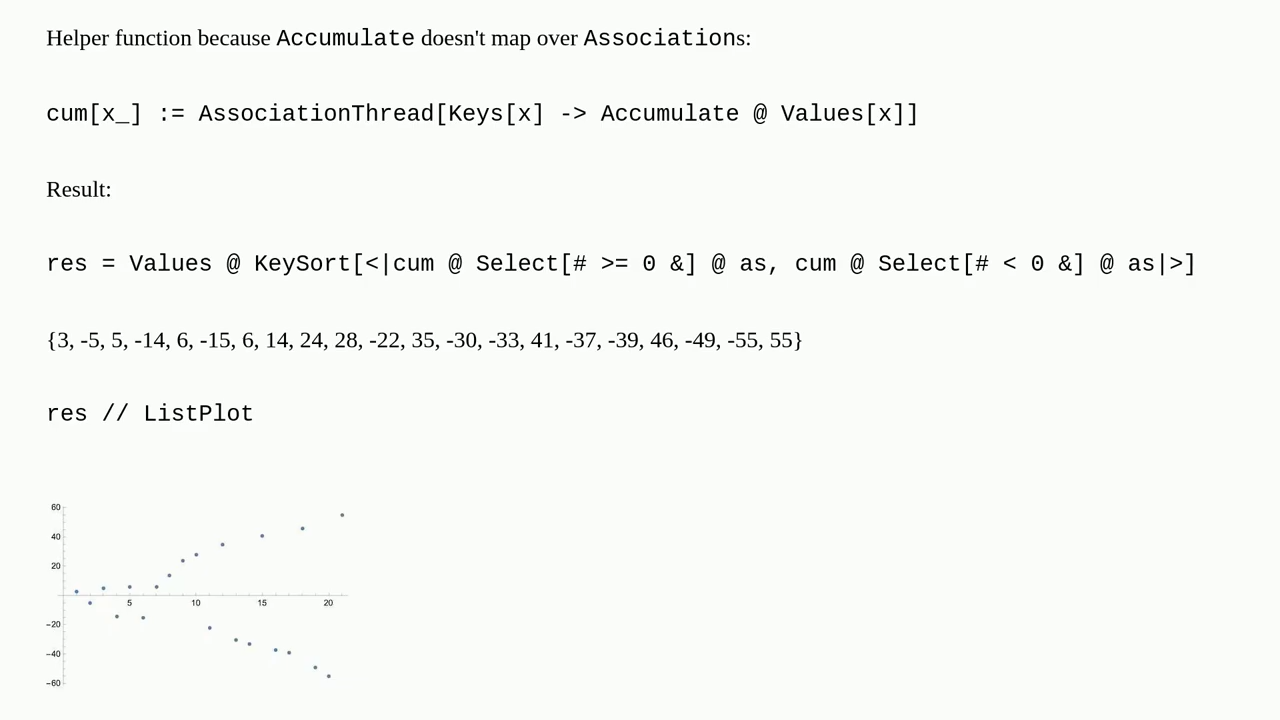 Helper function because Accumulate doesn't map over Associations:
cum[x_] := AssociationThread[Keys[x] -> Accumulate @ Values[x]]
Result:
res = Values @ KeySort[<|cum @ Select[# >= 0 &] @ as, cum @ Select[# < 0 &] @ as|>]
{3, -5, 5, -14, 6, -15, 6, 14, 24, 28, -22, 35, -30, -33, 41, -37, -39, 46, -49, -55, 55}
res // ListPlot
60
40
20
5 10 15 20
−20
−40
−60